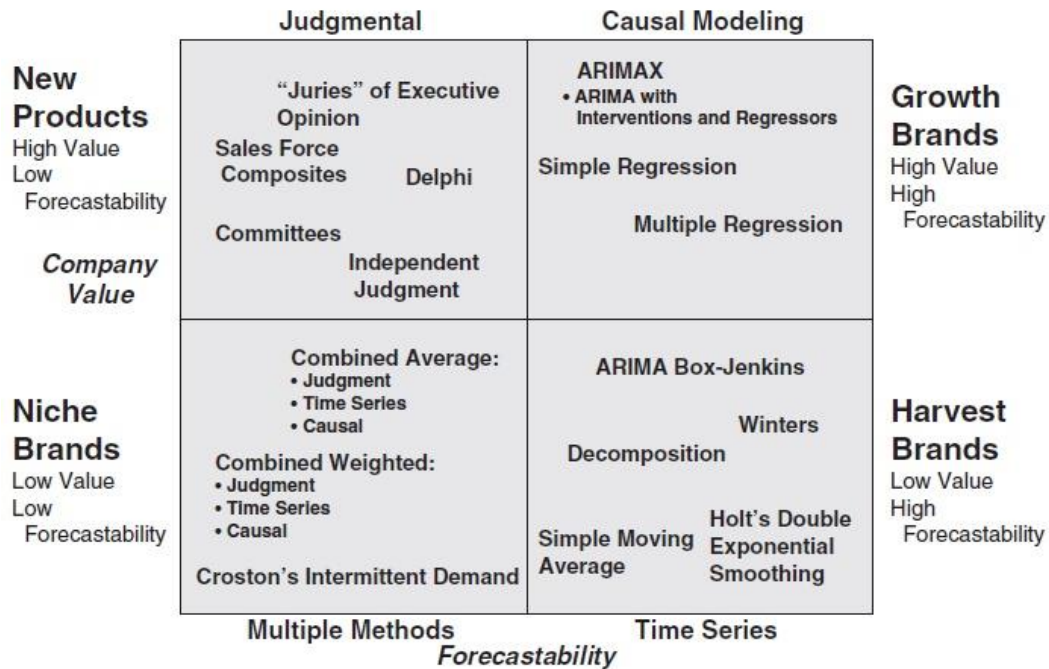 Judgmental
Causal Modeling
New
Products
High Value
Low
Forecastability
Company
Value
“Juries” of Executive
Opinion
Sales Force
Composites
Delphi
Committees
Independent
Judgment
ARIMAX
• ARIMA with
Interventions and Regressors
Simple Regression
Multiple Regression
Growth
Brands
High Value
High
Forecastability
Niche
Brands
Low Value
Low
Forecastability
Combined Average:
• Judgment
• Time Series
• Causal
Combined Weighted:
• Judgment
• Time Series
• Causal
Croston’s Intermittent Demand
ARIMA Box-Jenkins
Winters
Decomposition
Simple Moving
Average
Holt’s Double
Exponential
Smoothing
Harvest
Brands
Low Value
High
Forecastability
Multiple Methods
Time Series
Forecastability